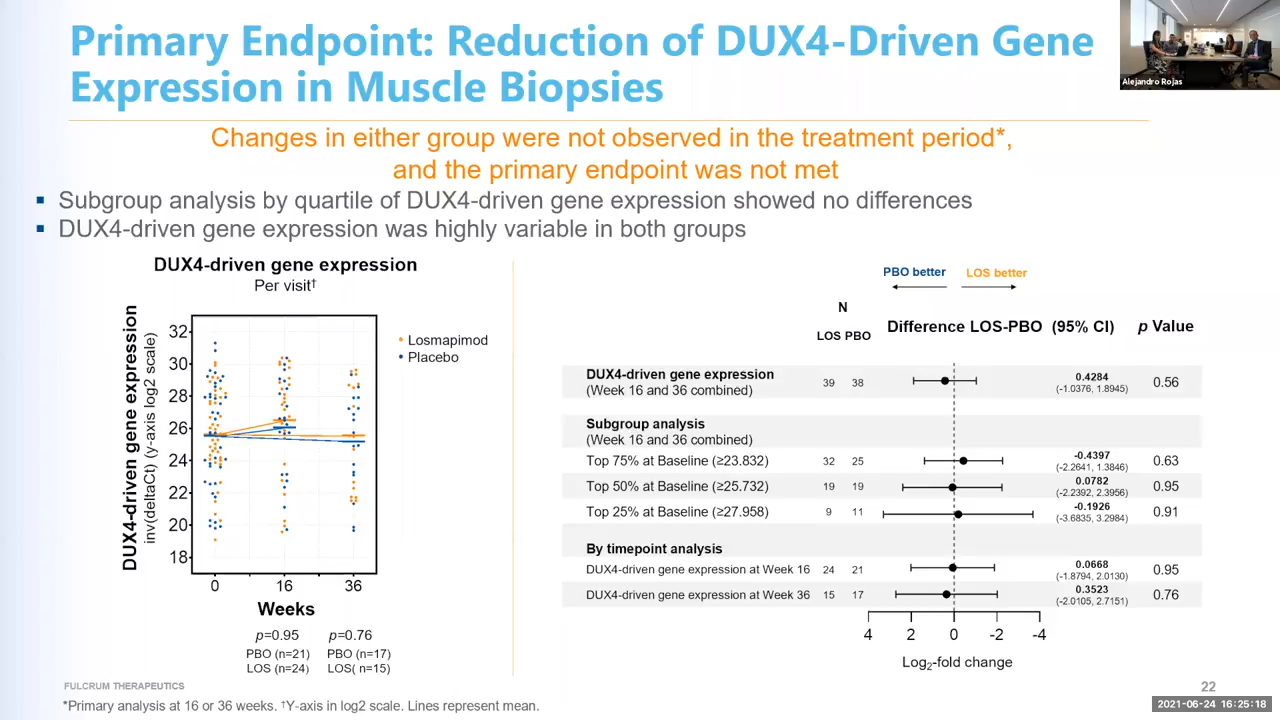 Primary Endpoint: Reduction of DUX4-Driven Gene
Expression in Muscle Biopsies
Alejandro Rojas
Changes in either group were not observed in the treatment period*,
and the primary endpoint was not met
▪ Subgroup analysis by quartile of DUX4-driven gene expression showed no differences
▪ DUX4-driven gene expression was highly variable in both groups
DUX4-driven gene expression
Per visit†
DUX4-driven gene expression
inv(deltaCt) (y-axis log2 scale)
32
30
28
26
24
22
20
18
0 16 36
Weeks
Losmapimod
Placebo
p=0.95 p=0.76
PBO (n=21) PBO (n=17)
LOS (n=24) LOS( n=15)
PBO better LOS better
N
LOS PBO Difference LOS-PBO (95% CI) p Value
DUX4-driven gene expression
(Week 16 and 36 combined)
39 38 0.4284
(-1.0376, 1.8945) 0.56
Subgroup analysis
(Week 16 and 36 combined)
Top 75% at Baseline (≥23.832) 32 25 -0.4397
(-2.2641, 1.3846) 0.63
Top 50% at Baseline (≥25.732) 19 19 0.0782
(-2.2392, 2.3956) 0.95
Top 25% at Baseline (≥27.958) 9 11 -0.1926
(-3.6835, 3.2984) 0.91
By timepoint analysis
DUX4-driven gene expression at Week 16 24 21 0.0668
(-1.8794, 2.0130) 0.95
DUX4-driven gene expression at Week 36 15 17 0.3523
(-2.0105, 2.7151) 0.76
4 2 0 -2 -4
Log2-fold change
FULCRUM THERAPEUTICS
22
*Primary analysis at 16 or 36 weeks. †Y-axis in log2 scale. Lines represent mean.
2021-06-24 16:25:18